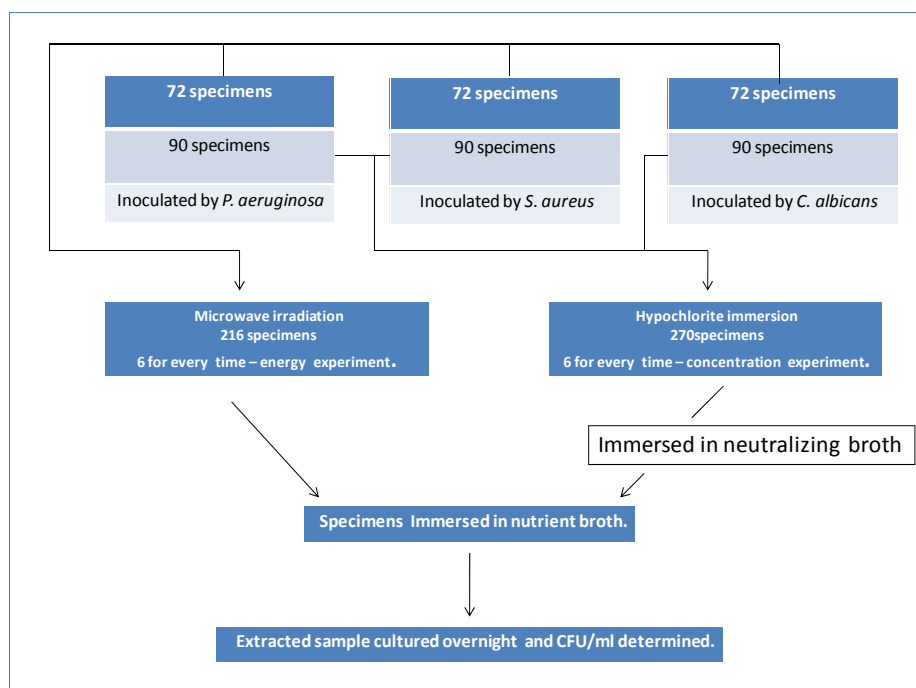 72 specimens
90 specimens
Inoculated by P. aeruginosa
72 specimens
90 specimens
Inoculated by S. aureus
72 specimens
90 specimens
Inoculated by C. albicans
Microwave irradiation
216 specimens
6 for every time – energy experiment.
Hypochlorite immersion
270specimens
6 for every time – concentration experiment.
Immersed in neutralizing broth
Specimens Immersed in nutrient broth.
Extracted sample cultured overnight and CFU/ml determined.